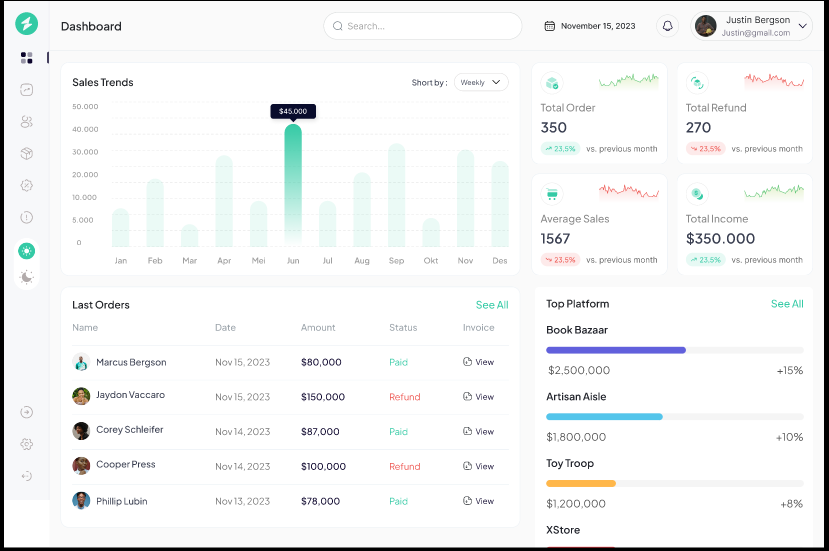 Dashboard
Search...
November 15, 2023
Justin Bergson
Justin@gmail.com
Sales Trends
Short by :
Weekly
50.000
40.000
30.000
20.000
10.000
5.000
0
$45.000
Jan Feb Mar Apr Mei Jun Jul Aug Sep Okt Nov Des
Total Order
350
23,5% vs. previous month
Total Refund
270
23,5% vs. previous month
Average Sales
1567
23,5% vs. previous month
Total Income
$350.000
23,5% vs. previous month
Last Orders
See All
Name Date Amount Status Invoice
Marcus Bergson Nov 15, 2023 $80,000 Paid View
Jaydon Vaccaro Nov 15, 2023 $150,000 Refund View
Corey Schleifer Nov 14, 2023 $87,000 Paid View
Cooper Press Nov 14, 2023 $100,000 Refund View
Phillip Lubin Nov 13, 2023 $78,000 Paid View
Top Platform
See All
Book Bazaar
$2,500,000 +15%
Artisan Aisle
$1,800,000 +10%
Toy Troop
$1,200,000 +8%
XStore